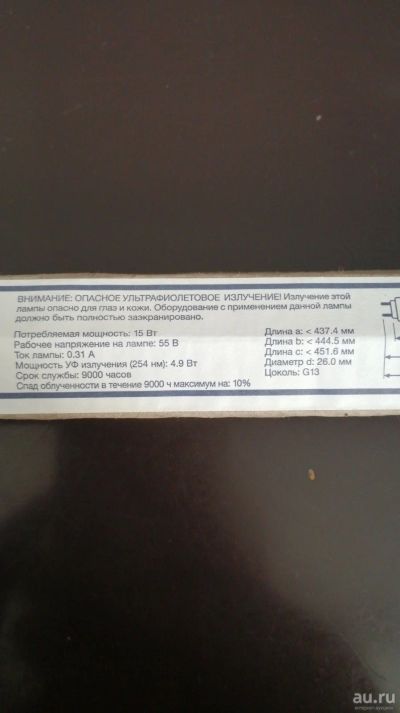 ВНИМАНИЕ: ОПАСНОЕ УЛЬТРАФИОЛЕТОВОЕ ИЗЛУЧЕНИЕ! Излучение этой
лампы опасно для глаз и кожи. Оборудование с применением данной лампы
должно быть полностью заэкранировано.
Потребляемая мощность: 15 Вт
Рабочее напряжение на лампе: 55 В
Ток лампы: 0.31 А
Мощность УФ излучения (254 нм): 4.9 Вт
Срок службы: 9000 часов
Спад облученности в течение 9000 ч максимум на: 10%
Длина a: < 437.4 мм
Длина b: < 444.5 мм
Длина c: < 451.6 мм
Диаметр d: 26.0 мм
Цоколь: G13
au.ru
интернет-аукцион